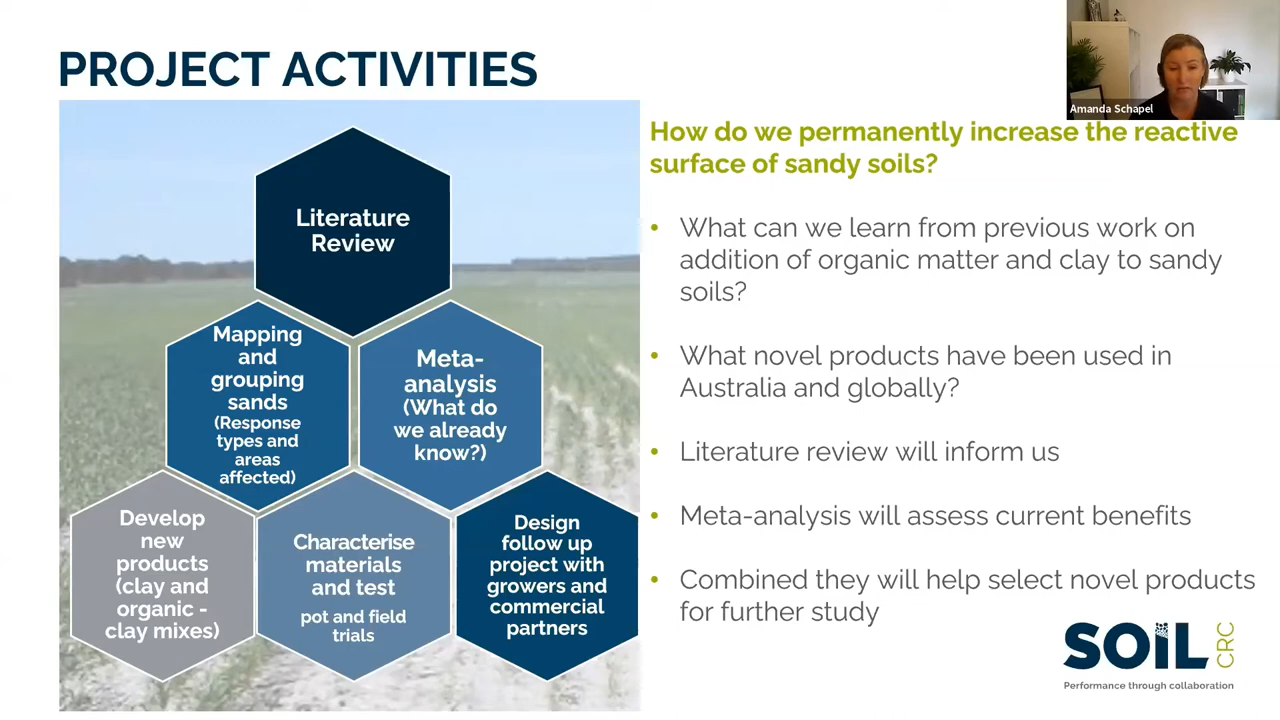 PROJECT ACTIVITIES
Amanda Schapel
Literature
Review
Mapping
and
grouping
sands
(Response
types and
areas
affected)
Meta-
analysis
(What do
we already
know?)
Develop
new
products
(clay and
organic -
clay mixes)
Characterise
materials
and test
pot and field
trials
Design
follow up
project with
growers and
commercial
partners
How do we permanently increase the reactive
surface of sandy soils?
• What can we learn from previous work on
addition of organic matter and clay to sandy
soils?
• What novel products have been used in
Australia and globally?
• Literature review will inform us
• Meta-analysis will assess current benefits
• Combined they will help select novel products
for further study
SOIL CRC
Performance through collaboration